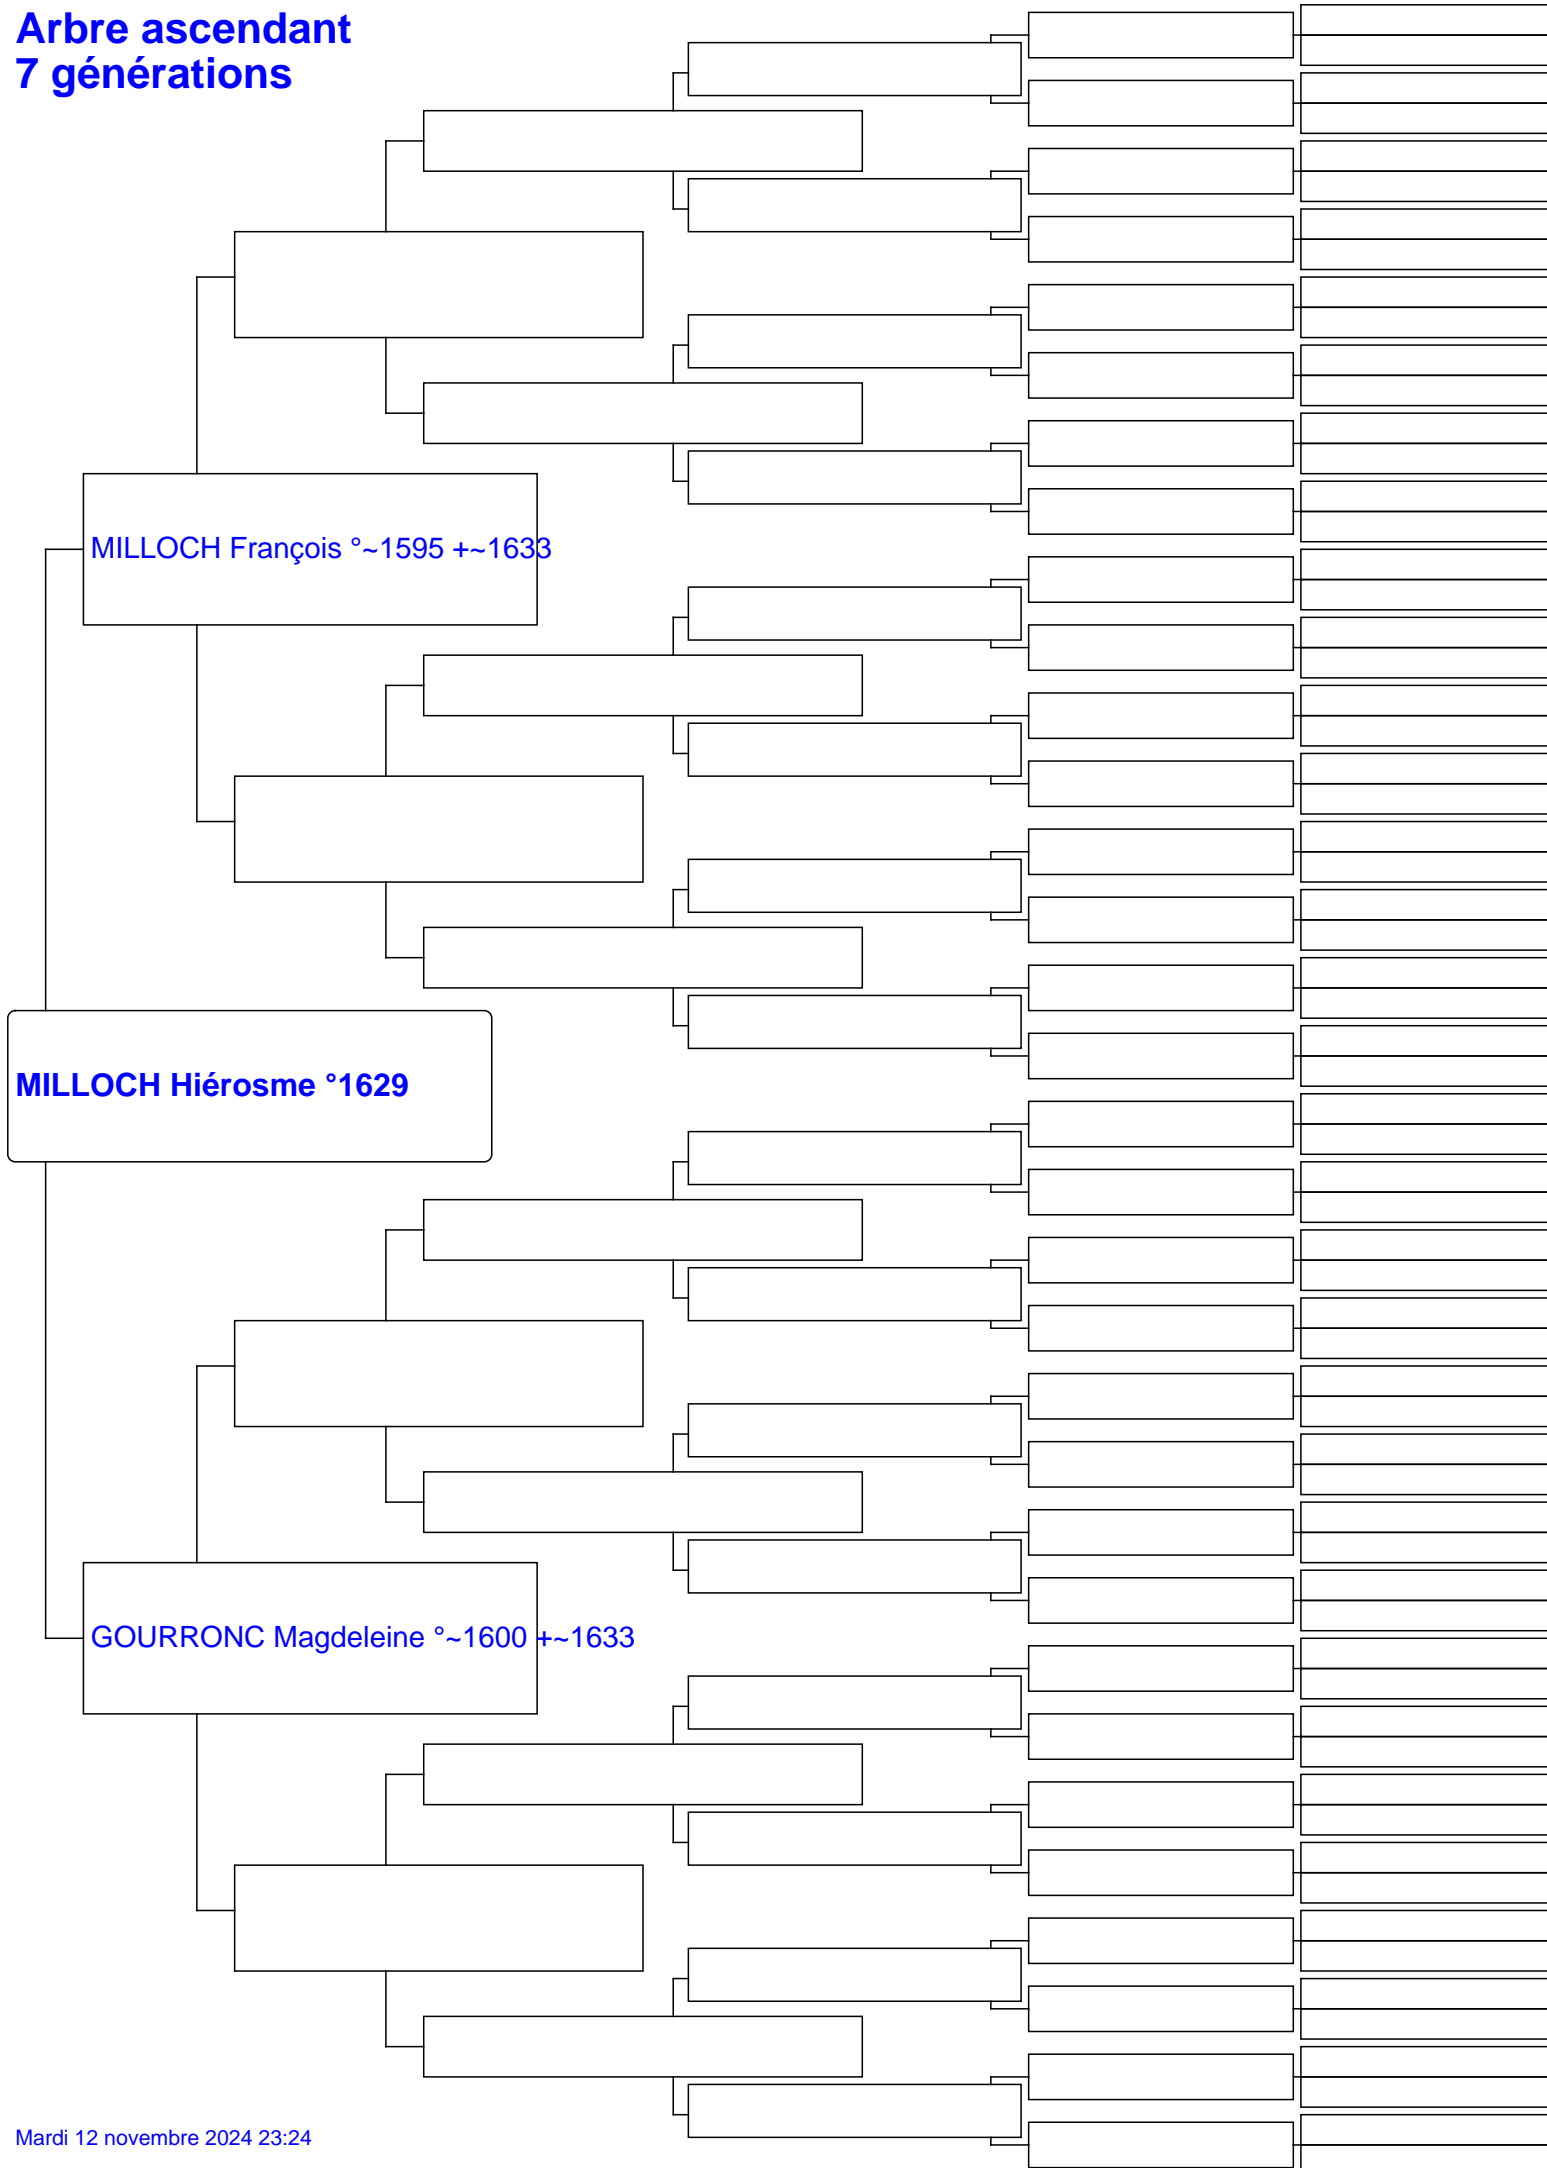 Arbre ascendant
7 générations
MILLOCH François °~1595 +~1633
MILLOCH Hiérosme °1629
GOURRONC Magdeleine °~1600 +~1633
Mardi 12 novembre 2024 23:24